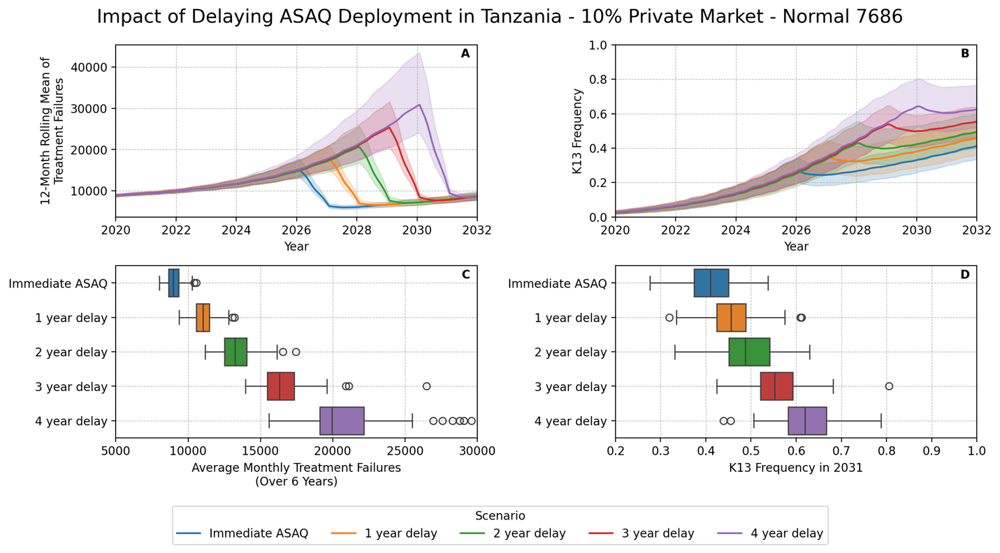 Impact of Delaying ASAQ Deployment in Tanzania - 10% Private Market - Normal 7686
12-Month Rolling Mean of
Treatment Failures
40000
30000
20000
10000
A
2020 2022 2024 2026 2028 2030 2032
Year
K13 Frequency
1.0
0.8
0.6
0.4
0.2
0.0
B
2020 2022 2024 2026 2028 2030 2032
Year
C
Immediate ASAQ
1 year delay
2 year delay
3 year delay
4 year delay
5000 10000 15000 20000 25000 30000
Average Monthly Treatment Failures
(Over 6 Years)
D
Immediate ASAQ
1 year delay
2 year delay
3 year delay
4 year delay
0.2 0.3 0.4 0.5 0.6 0.7 0.8 0.9 1.0
K13 Frequency in 2031
Scenario
Immediate ASAQ 1 year delay 2 year delay 3 year delay 4 year delay